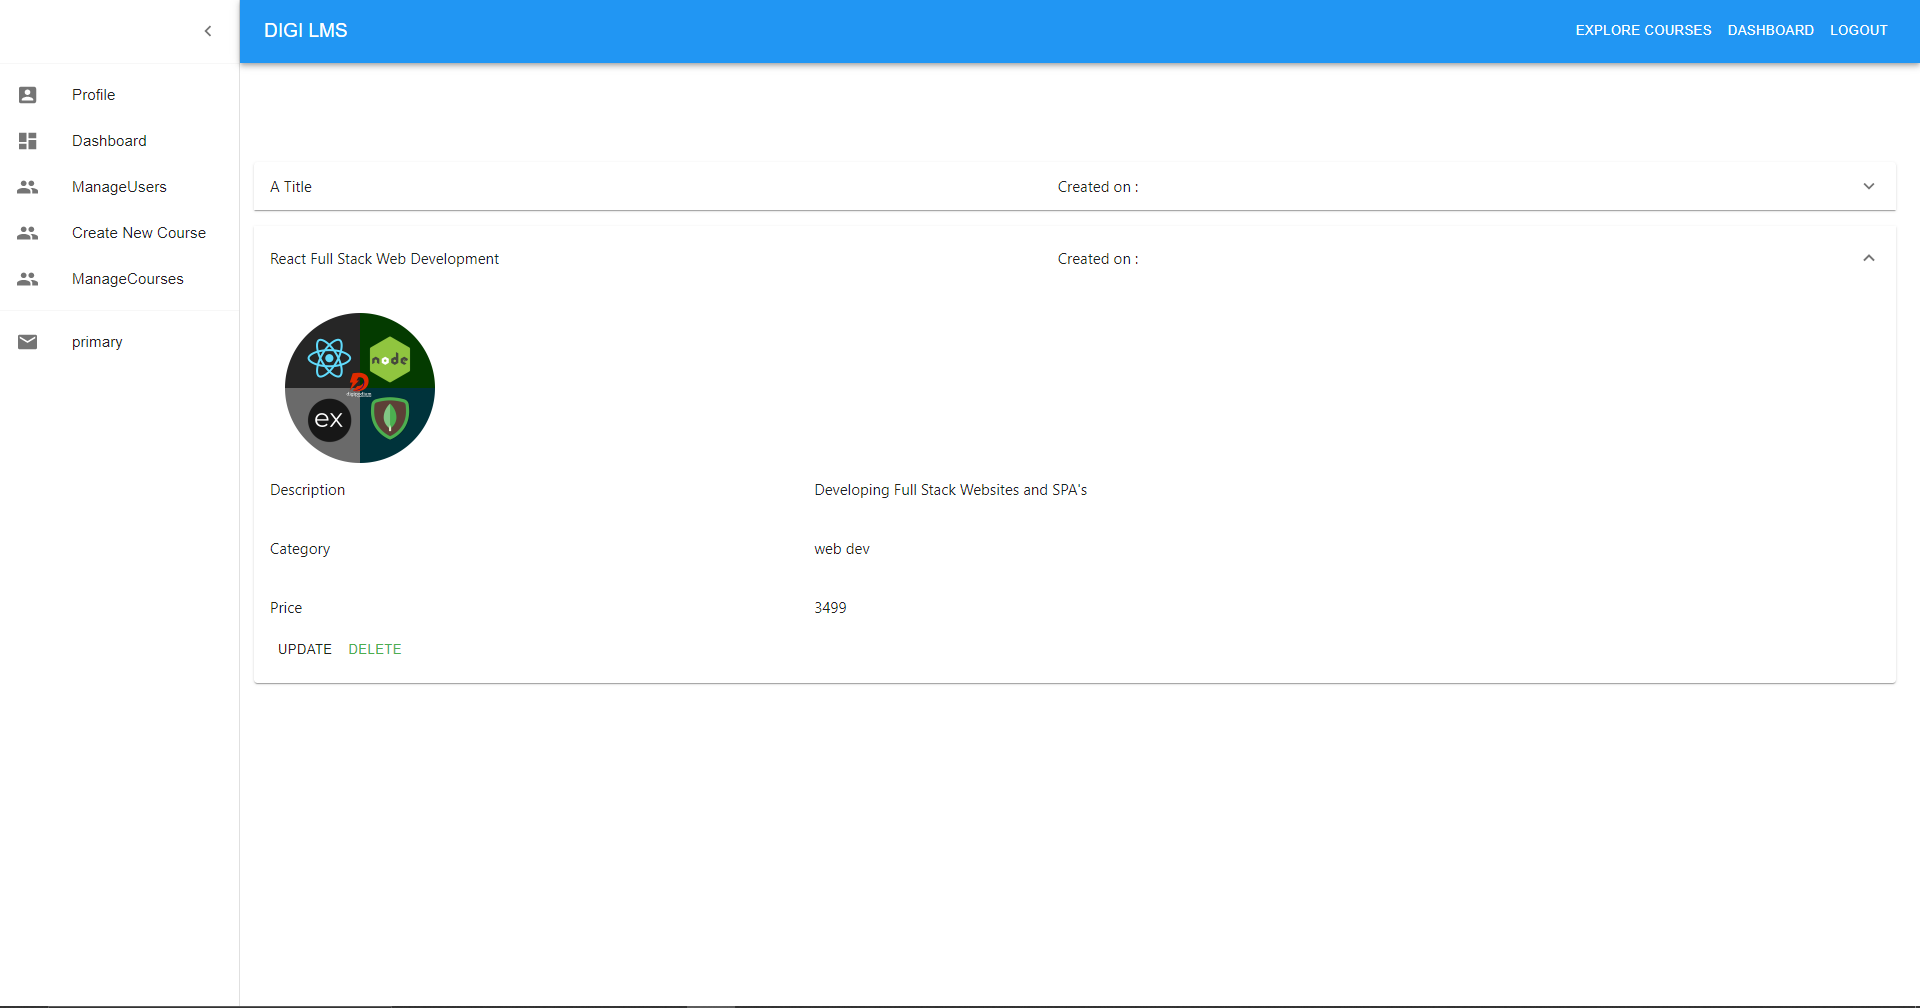 DIGI LMS
EXPLORE COURSES DASHBOARD LOGOUT
Profile
Dashboard
ManageUsers
Create New Course
ManageCourses
primary
A Title Created on :
React Full Stack Web Development Created on :
node
ex
Description Developing Full Stack Websites and SPA's
Category web dev
Price 3499
UPDATE DELETE